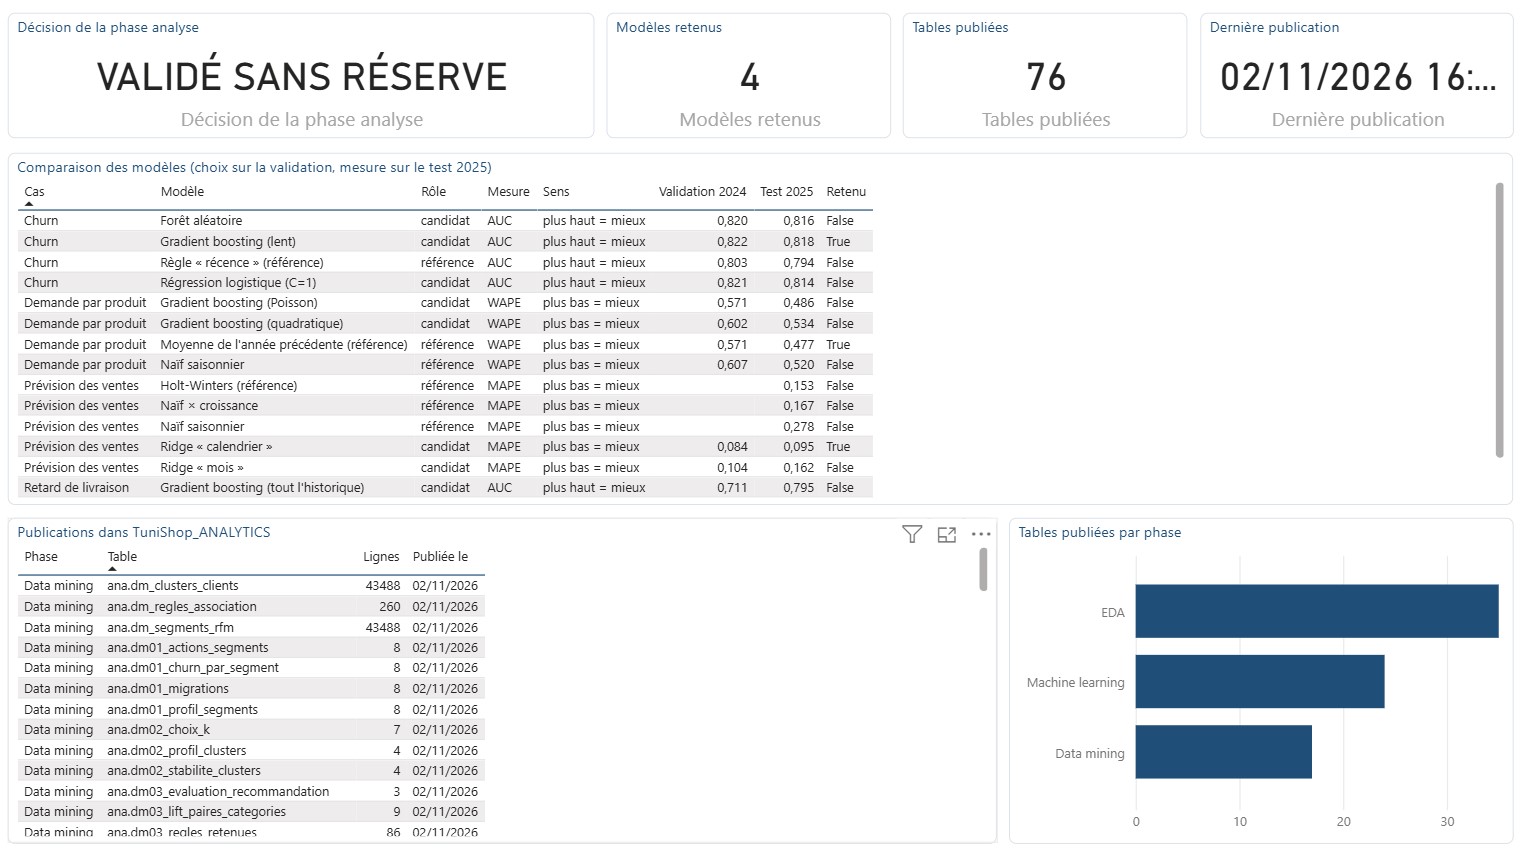 Décision de la phase analyse
VALIDÉ SANS RÉSERVE
Décision de la phase analyse
Modèles retenus
4
Modèles retenus
Tables publiées
76
Tables publiées
Dernière publication
02/11/2026 16:...
Dernière publication
Comparaison des modèles (choix sur la validation, mesure sur le test 2025)
Cas Modèle Rôle Mesure Sens Validation 2024 Test 2025 Retenu
Churn Forêt aléatoire candidat AUC plus haut = mieux 0,820 0,816 False
Churn Gradient boosting (lent) candidat AUC plus haut = mieux 0,822 0,818 True
Churn Règle « récence » (référence) référence AUC plus haut = mieux 0,803 0,794 False
Churn Régression logistique (C=1) candidat AUC plus haut = mieux 0,821 0,814 False
Demande par produit Gradient boosting (Poisson) candidat WAPE plus bas = mieux 0,571 0,486 False
Demande par produit Gradient boosting (quadratique) candidat WAPE plus bas = mieux 0,602 0,534 False
Demande par produit Moyenne de l'année précédente (référence) référence WAPE plus bas = mieux 0,571 0,477 True
Demande par produit Naïf saisonnier référence WAPE plus bas = mieux 0,607 0,520 False
Prévision des ventes Holt-Winters (référence) référence MAPE plus bas = mieux 0,153 False
Prévision des ventes Naïf × croissance référence MAPE plus bas = mieux 0,167 False
Prévision des ventes Naïf saisonnier référence MAPE plus bas = mieux 0,278 False
Prévision des ventes Ridge « calendrier » candidat MAPE plus bas = mieux 0,084 0,095 True
Prévision des ventes Ridge « mois » candidat MAPE plus bas = mieux 0,104 0,162 False
Retard de livraison Gradient boosting (tout l'historique) candidat AUC plus haut = mieux 0,711 0,795 False
Publications dans TuniShop_ANALYTICS
Phase Table Lignes Publiée le
Data mining ana.dm_clusters_clients 43488 02/11/2026
Data mining ana.dm_regles_association 260 02/11/2026
Data mining ana.dm_segments_rfm 43488 02/11/2026
Data mining ana.dm01_actions_segments 8 02/11/2026
Data mining ana.dm01_churn_par_segment 8 02/11/2026
Data mining ana.dm01_migrations 8 02/11/2026
Data mining ana.dm01_profil_segments 8 02/11/2026
Data mining ana.dm02_choix_k 7 02/11/2026
Data mining ana.dm02_profil_clusters 4 02/11/2026
Data mining ana.dm02_stabilite_clusters 4 02/11/2026
Data mining ana.dm03_evaluation_recommandation 3 02/11/2026
Data mining ana.dm03_lift_paires_categories 9 02/11/2026
Data mining ana.dm03_regles_retenues 86 02/11/2026
Tables publiées par phase
EDA
Machine learning
Data mining
0 10 20 30